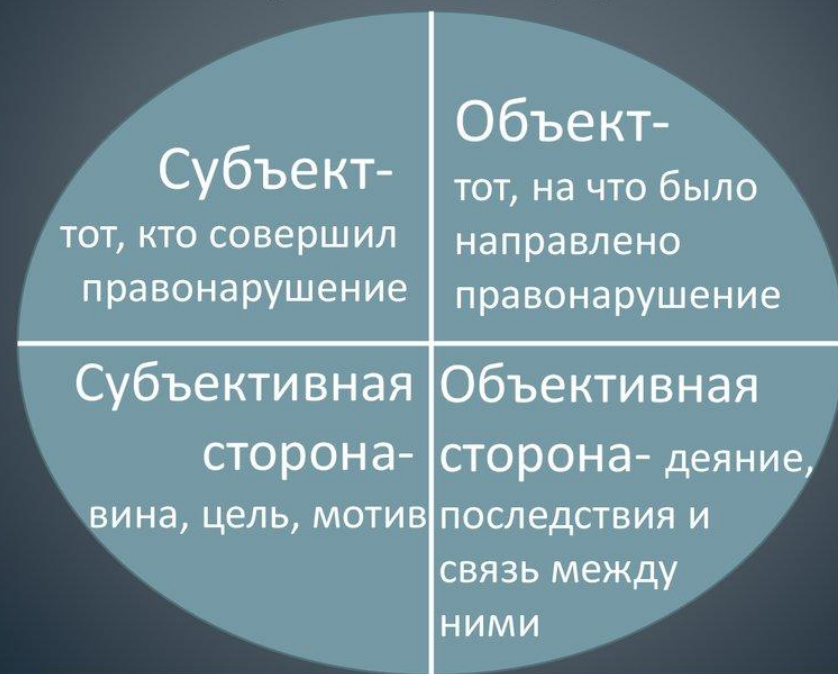 Субъект-
тот, кто совершил
правонарушение
Объект-
тот, на что было
направлено
правонарушение
Субъективная
сторона-
вина, цель, мотив
Объективная
сторона- деяние,
последствия и
связь между
ними